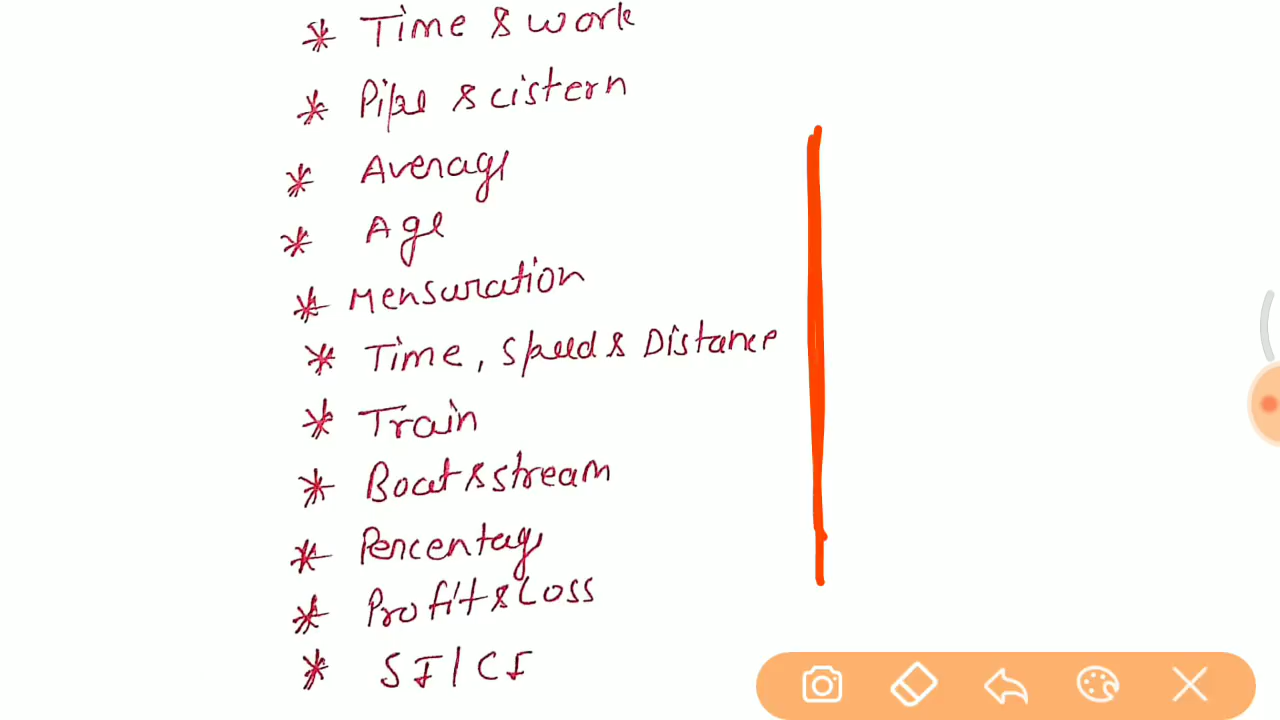 * Time & work
* Pipe & cistern
* Average
* Age
* Mensuration
* Time, Speed & Distance
* Train
* Boat & stream
* Percentage
* Profit & Loss
* SI/CI